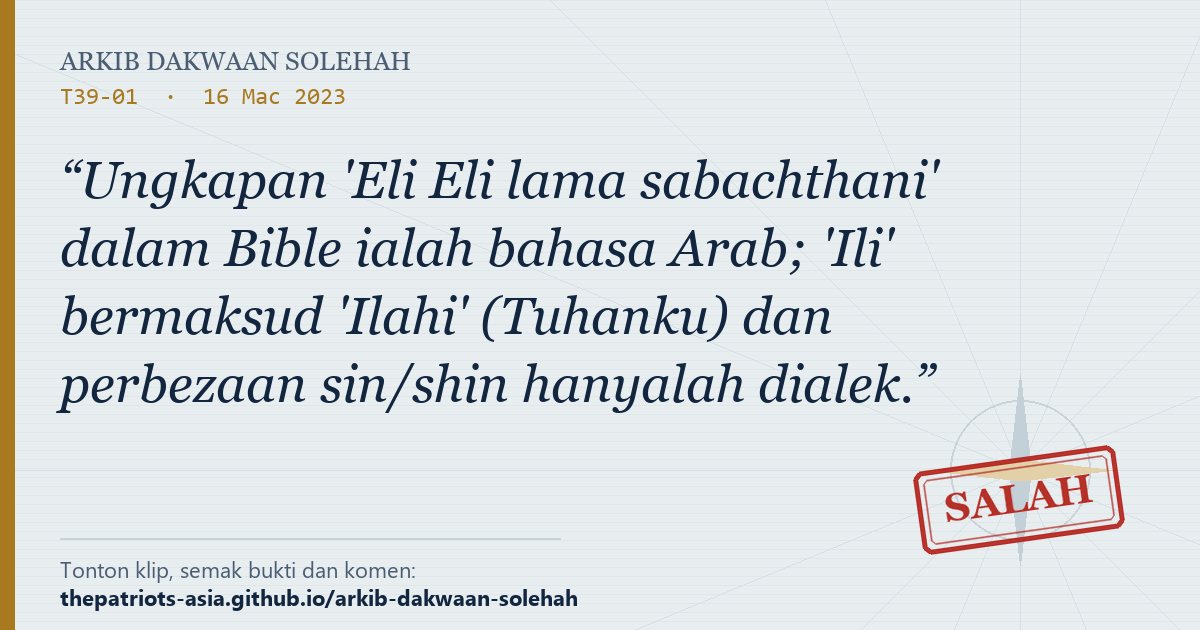 ARKIB DAKWAAN SOLEHAH
T39-01 · 16 Mac 2023
“Ungkapan 'Eli Eli lama sabachthani'
dalam Bible ialah bahasa Arab; 'Ili'
bermaksud 'Ilahi' (Tuhanku) dan
perbezaan sin/shin hanyalah dialek.”
SALAH
Tonton klip, semak bukti dan komen:
thepatriots-asia.github.io/arkib-dakwaan-solehah